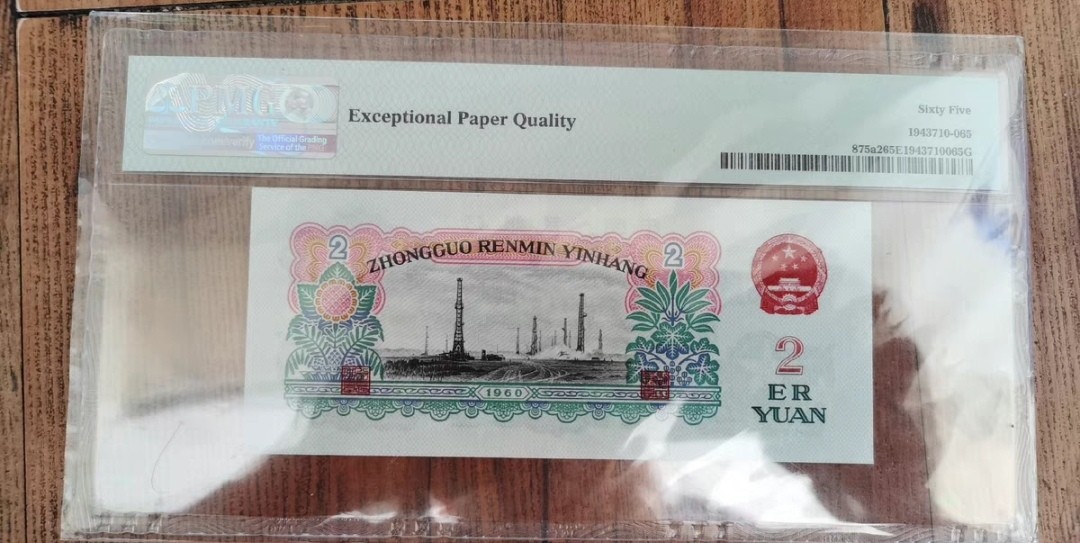 PMG
The Official Grading
Service of the
Exceptional Paper Quality
Sixty Five
1943710-065
875a265E1943710065G
2
2
ZHONGGUO RENMIN YINHANG
1960
2
ER
YUAN